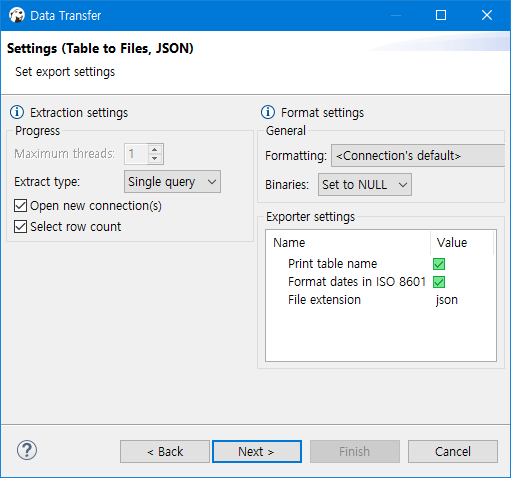 Data Transfer
Settings (Table to Files, JSON)
Set export settings
Extraction settings
Progress
Maximum threads: 1
Extract type: Single query
Open new connection(s)
Select row count
Format settings
General
Formatting: <Connection's default>
Binaries: Set to NULL
Exporter settings
Name Value
Print table name
Format dates in ISO 8601
File extension json
< Back Next > Finish Cancel